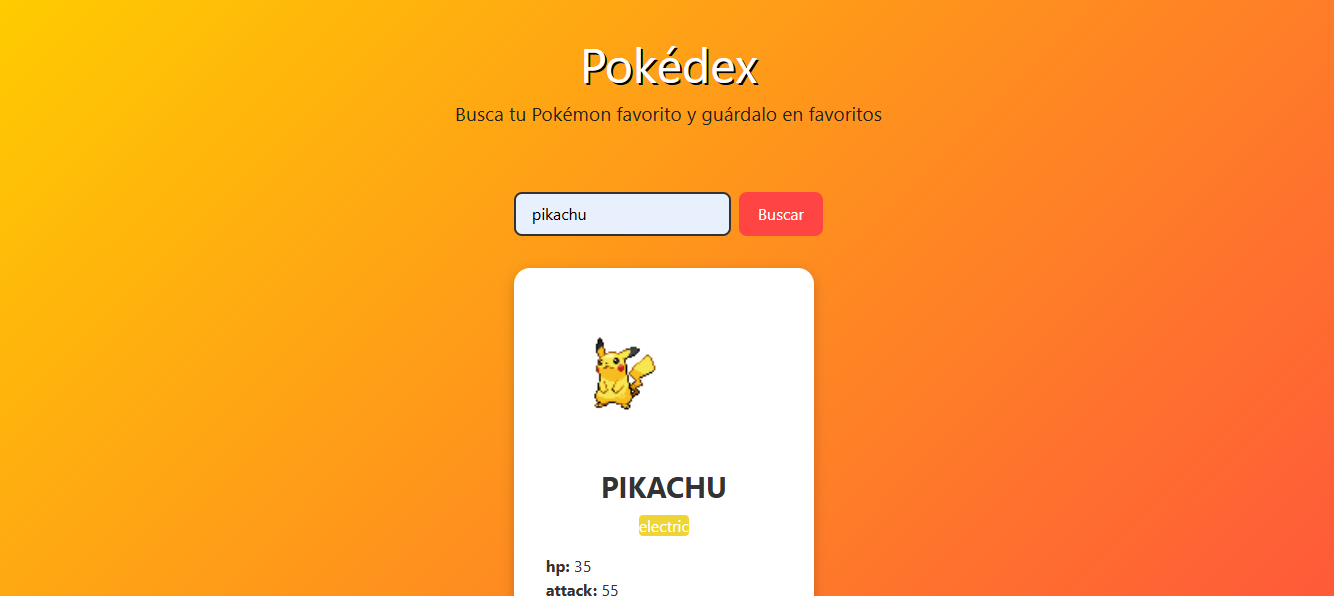 Pokédex
Busca tu Pokémon favorito y guárdalo en favoritos
pikachu Buscar
PIKACHU
electric
hp: 35
attack: 55